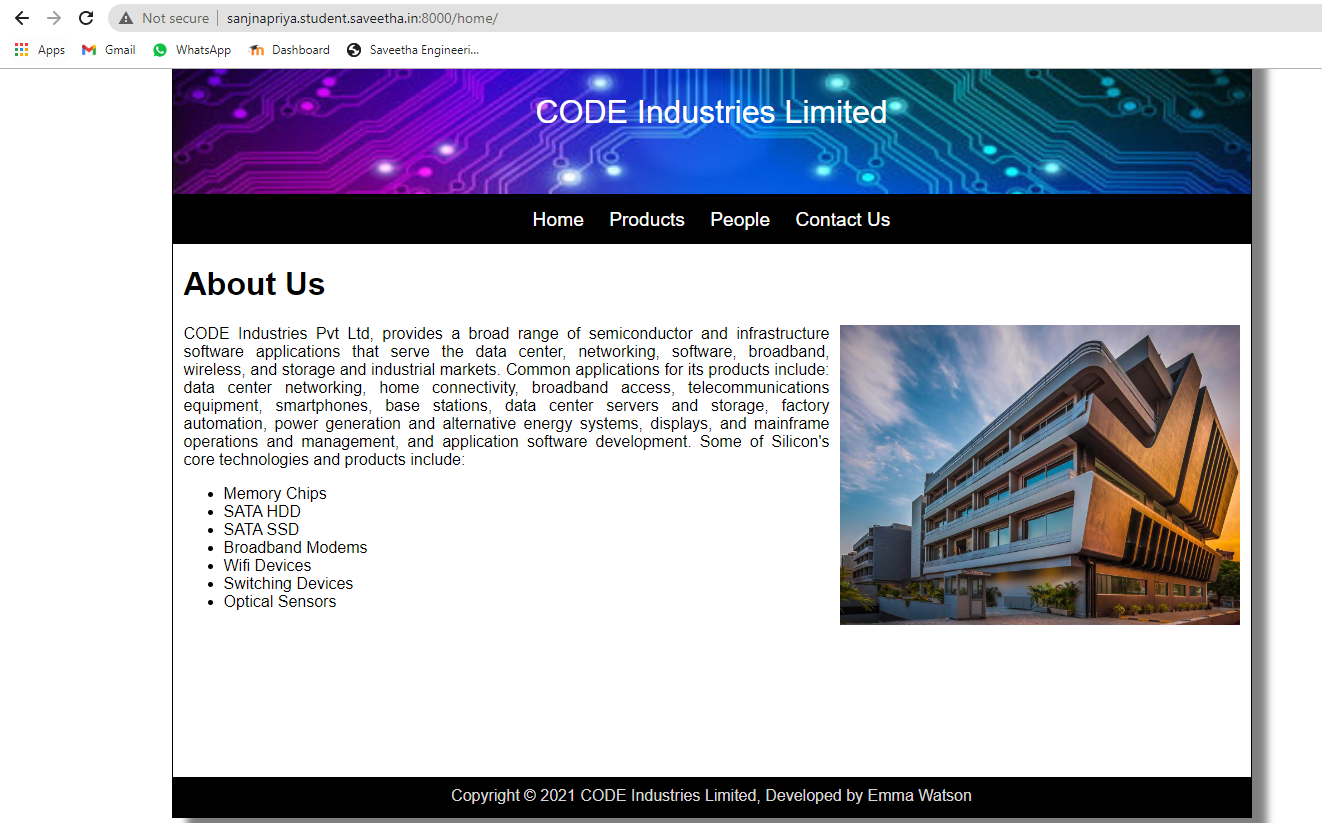 Not secure | sanjnapriya.student.saveetha.in:8000/home/
Apps Gmail WhatsApp Dashboard Saveetha Engineeri...
CODE Industries Limited
Home Products People Contact Us
About Us
CODE Industries Pvt Ltd, provides a broad range of semiconductor and infrastructure
software applications that serve the data center, networking, software, broadband,
wireless, and storage and industrial markets. Common applications for its products include:
data center networking, home connectivity, broadband access, telecommunications
equipment, smartphones, base stations, data center servers and storage, factory
automation, power generation and alternative energy systems, displays, and mainframe
operations and management, and application software development. Some of Silicon's
core technologies and products include:
• Memory Chips
• SATA HDD
• SATA SSD
• Broadband Modems
• Wifi Devices
• Switching Devices
• Optical Sensors
Copyright © 2021 CODE Industries Limited, Developed by Emma Watson